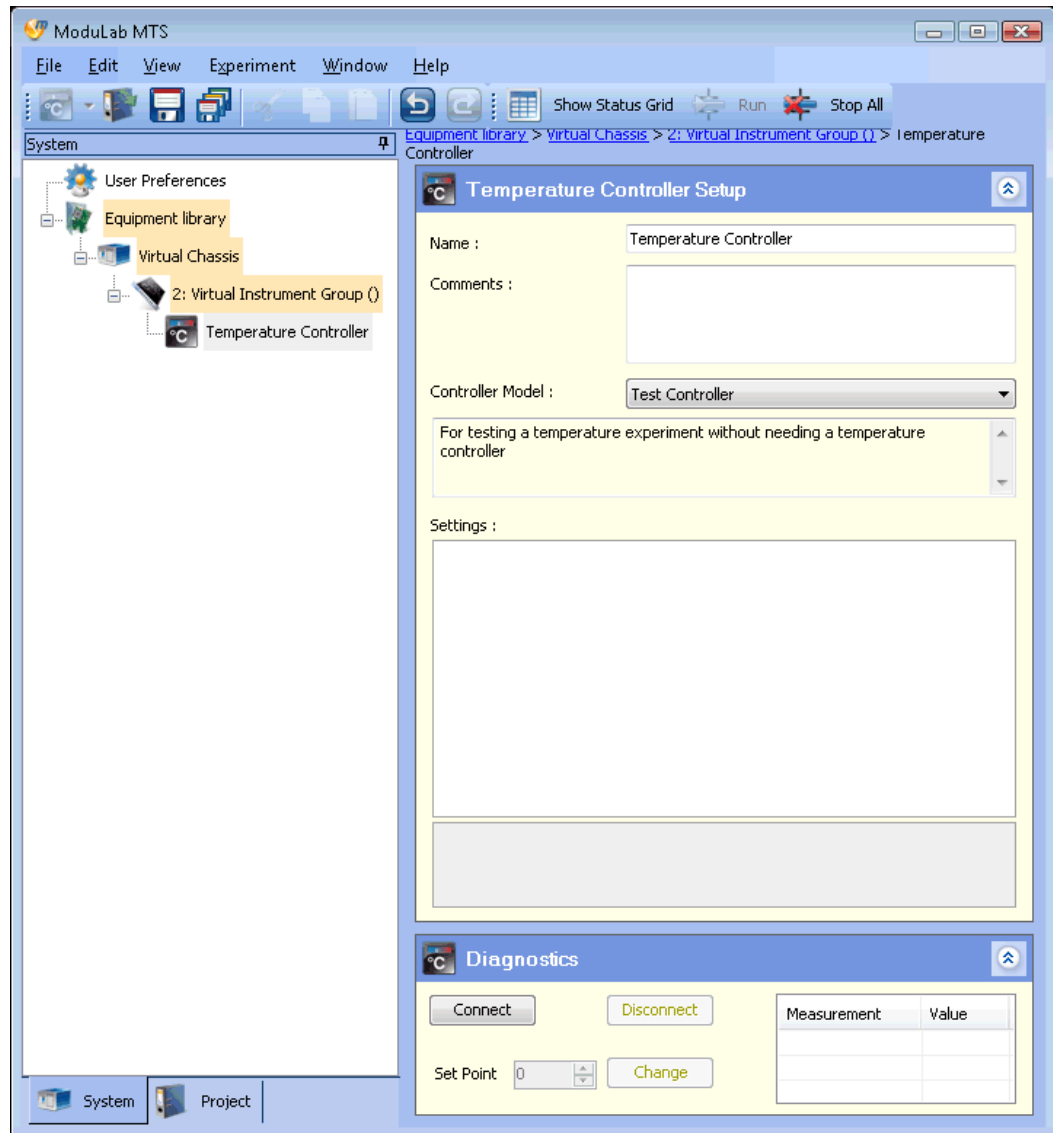 ModuLab MTS
File Edit View Experiment Window Help
°C Show Status Grid Run Stop All
System
Equipment library > Virtual Chassis > 2: Virtual Instrument Group () > Temperature
Controller
User Preferences
Equipment library
Virtual Chassis
2: Virtual Instrument Group ()
°C Temperature Controller
°C Temperature Controller Setup
Name : Temperature Controller
Comments :
Controller Model : Test Controller
For testing a temperature experiment without needing a temperature
controller
Settings :
°C Diagnostics
Connect Disconnect
Measurement Value
Set Point 0 Change
System Project